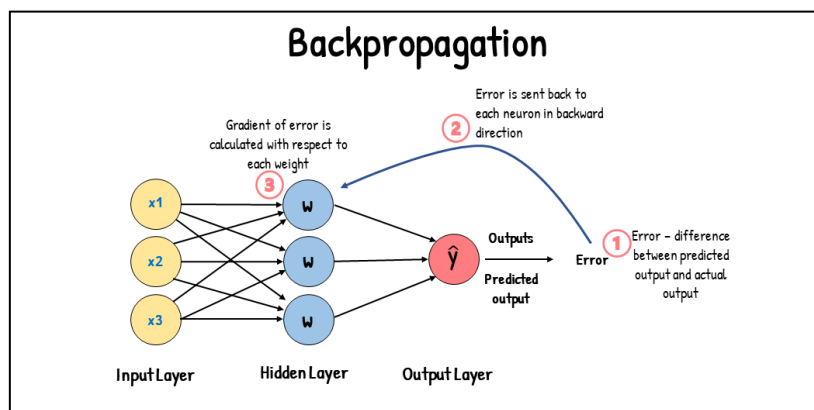 Backpropagation
Error is sent back to
each neuron in backward
direction
2
Gradient of error is
calculated with respect to
each weight
3
x1
x2
x3
w
w
w
ŷ
Outputs
Predicted
output
Error
1
Error - difference
between predicted
output and actual
output
Input Layer
Hidden Layer
Output Layer